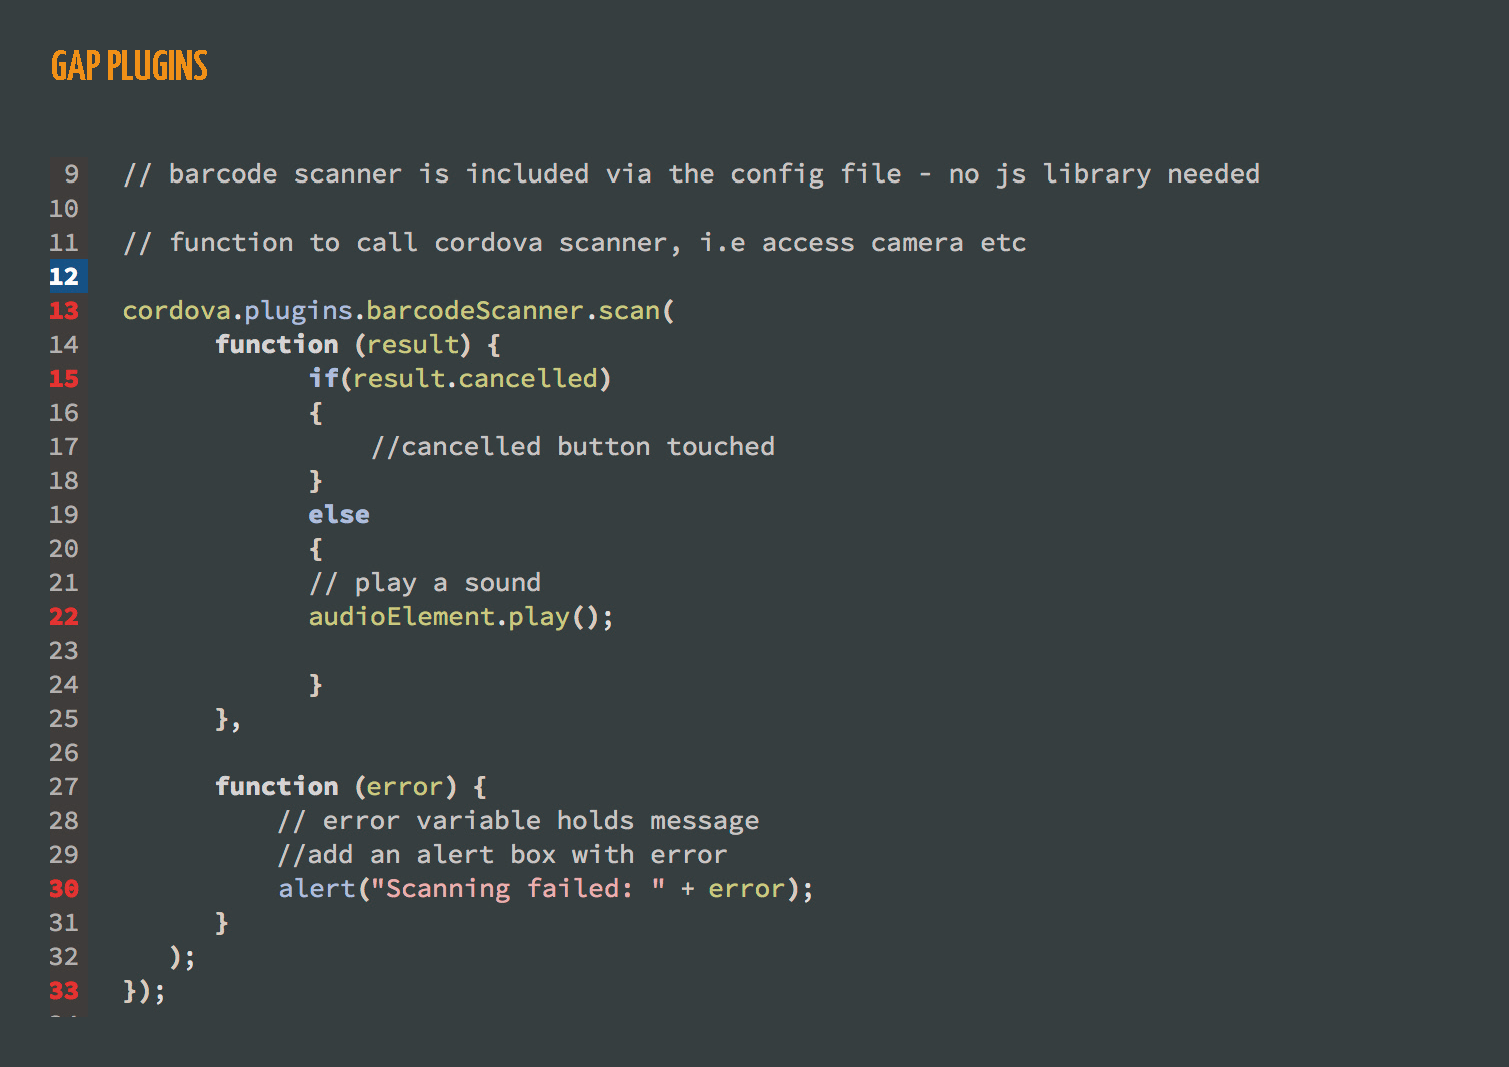 GAP PLUGINS
9 // barcode scanner is included via the config file - no js library needed
10
11 // function to call cordova scanner, i.e access camera etc
12
13 cordova.plugins.barcodeScanner.scan(
14 function (result) {
15 if(result.cancelled)
16 {
17 //cancelled button touched
18 }
19 else
20 {
21 // play a sound
22 audioElement.play();
23
24 }
25 },
26
27 function (error) {
28 // error variable holds message
29 //add an alert box with error
30 alert("Scanning failed: " + error);
31 }
32 );
33 });